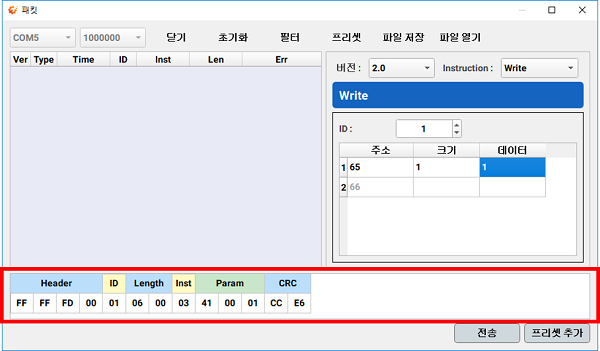 패킷
COM5 1000000 닫기 초기화 필터 프리셋 파일 저장 파일 열기
Ver Type Time ID Inst Len Err
버전 : 2.0 Instruction : Write
Write
ID : 1
주소 크기 데이터
1 65 1 1
2 66
Header ID Length Inst Param CRC
FF FF FD 00 01 06 00 03 41 00 01 CC E6
전송 프리셋 추가